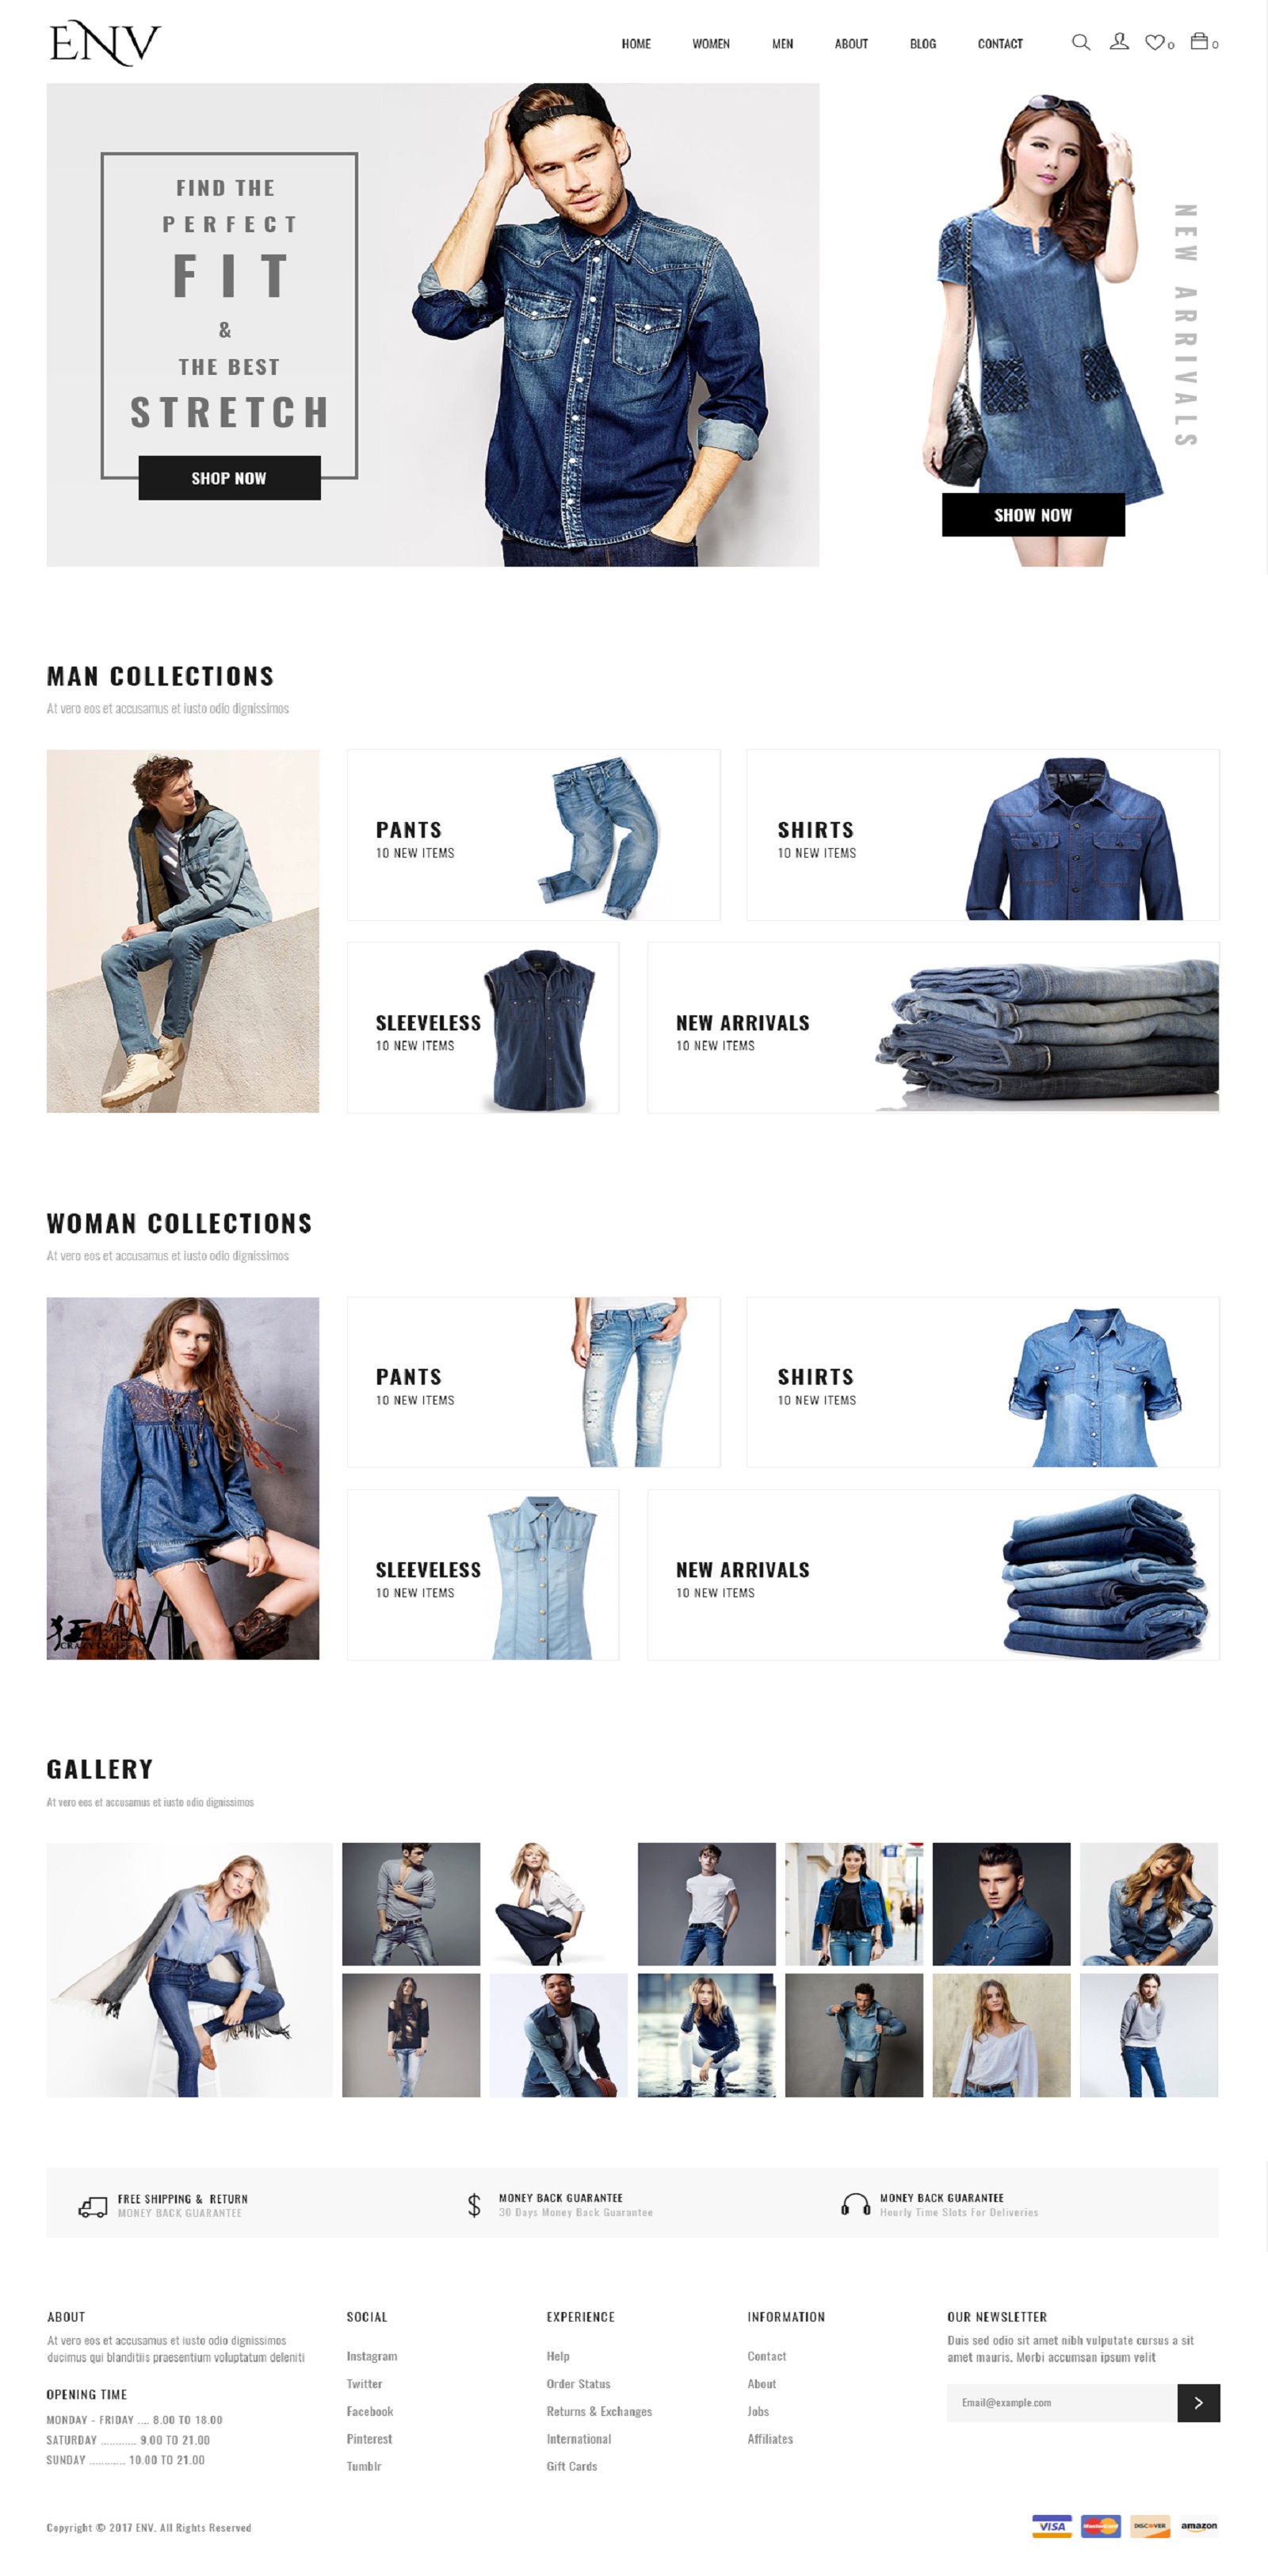 ENV
HOME WOMEN MEN ABOUT BLOG CONTACT 0 0
FIND THE
PERFECT
FIT
&
THE BEST
STRETCH
SHOP NOW
NEW ARRIVALS
SHOW NOW
MAN COLLECTIONS
At vero eos et accusamus et iusto odio dignissimos
PANTS
10 NEW ITEMS
SHIRTS
10 NEW ITEMS
SLEEVELESS
10 NEW ITEMS
NEW ARRIVALS
10 NEW ITEMS
WOMAN COLLECTIONS
At vero eos et accusamus et iusto odio dignissimos
PANTS
10 NEW ITEMS
SHIRTS
10 NEW ITEMS
SLEEVELESS
10 NEW ITEMS
NEW ARRIVALS
10 NEW ITEMS
GALLERY
At vero eos et accusamus et iusto odio dignissimos
FREE SHIPPING & RETURN
MONEY BACK GUARANTEE
MONEY BACK GUARANTEE
30 Days Money Back Guarantee
MONEY BACK GUARANTEE
Hourly Time Slots For Deliveries
ABOUT
At vero eos et accusamus et iusto odio dignissimos
ducimus qui blanditiis praesentium voluptatum deleniti
OPENING TIME
MONDAY - FRIDAY .... 8.00 TO 18.00
SATURDAY ............. 9.00 TO 21.00
SUNDAY ............. 10.00 TO 21.00
SOCIAL
Instagram
Twitter
Facebook
Pinterest
Tumblr
EXPERIENCE
Help
Order Status
Returns & Exchanges
International
Gift Cards
INFORMATION
Contact
About
Jobs
Affiliates
OUR NEWSLETTER
Duis sed odio sit amet nibh vulputate cursus a sit
amet mauris. Morbi accumsan ipsum velit
Email@example.com
Copyright © 2017 ENV. All Rights Reserved
VISA MasterCard DISCOVER amazon